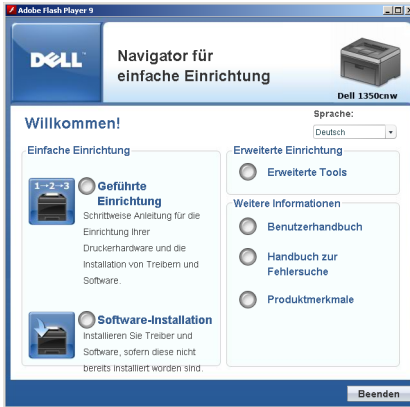 Adobe Flash Player 9
DELL™
Navigator für
einfache Einrichtung
Dell 1350cnw
Willkommen!
Sprache:
Deutsch
Einfache Einrichtung
1→2→3
Geführte
Einrichtung
Schrittweise Anleitung für die
Einrichtung Ihrer
Druckerhardware und die
Installation von Treibern und
Software.
Software-Installation
Installieren Sie Treiber und
Software, sofern diese nicht
bereits installiert worden sind.
Erweiterte Einrichtung
Erweiterte Tools
Weitere Informationen
Benutzerhandbuch
Handbuch zur
Fehlersuche
Produktmerkmale
Beenden